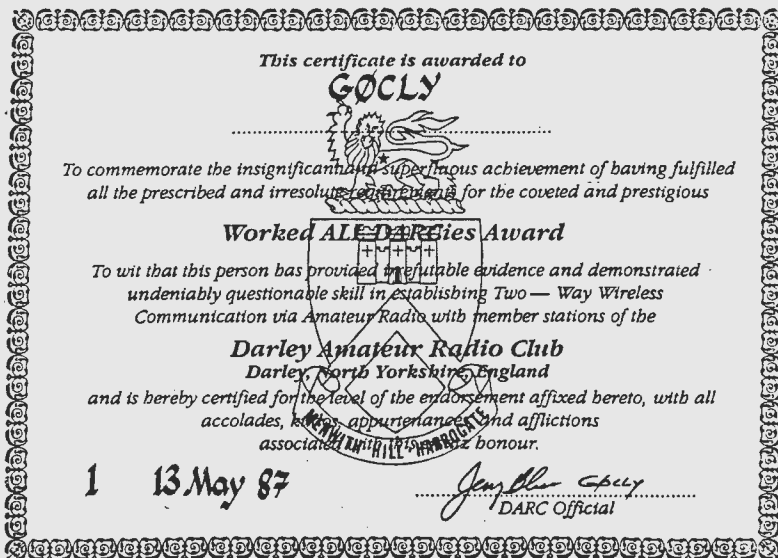 This certificate is awarded to
GØCLY
To commemorate the insignificant and superfluous achievement of having fulfilled
all the prescribed and irresolute requirements for the coveted and prestigious
Worked ALL DARCies Award
To wit that this person has provided irrefutable evidence and demonstrated
undeniably questionable skill in establishing Two — Way Wireless
Communication via Amateur Radio with member stations of the
Darley Amateur Radio Club
Darley, North Yorkshire, England
and is hereby certified for the level of the endorsement affixed hereto, with all
accolades, appurtenances and afflictions
associated with this honour.
MENWITH HILL HARROGATE
1 13 May 87
DARC Official